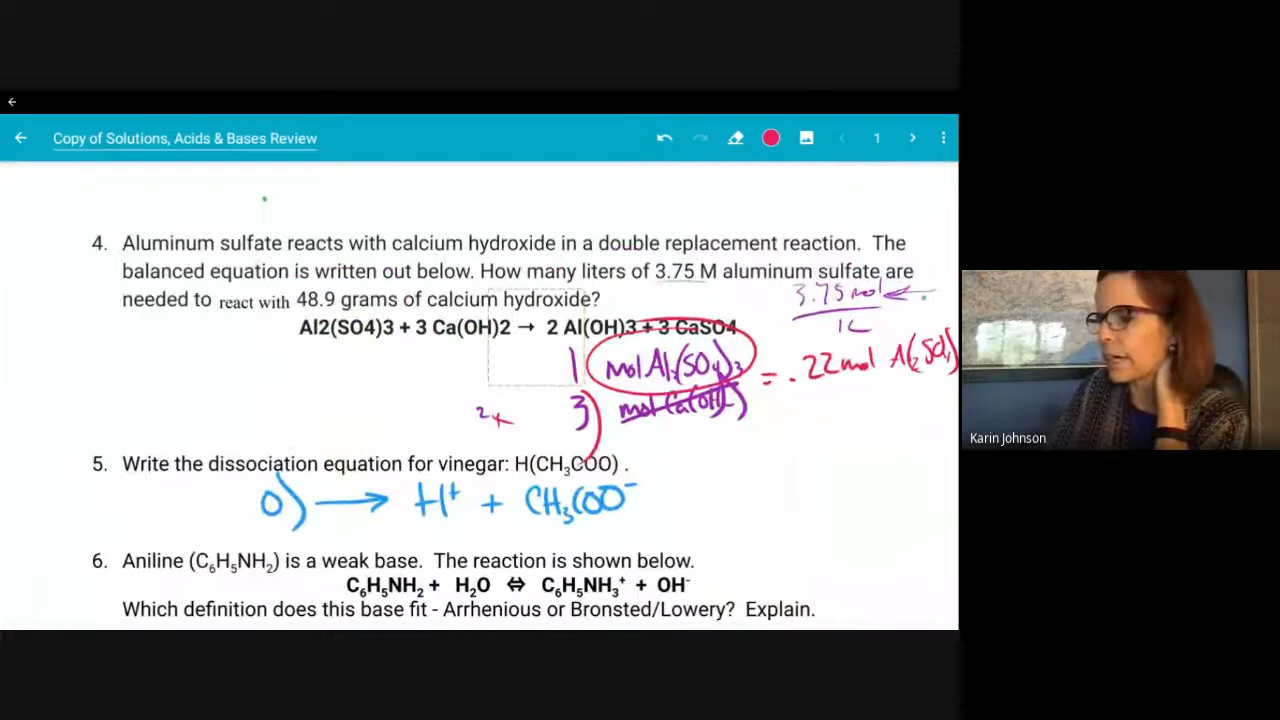 Copy of Solutions, Acids & Bases Review
1
4. Aluminum sulfate reacts with calcium hydroxide in a double replacement reaction. The
balanced equation is written out below. How many liters of 3.75 M aluminum sulfate are
needed to react with 48.9 grams of calcium hydroxide?
3.75 mol
1L
Al2(SO4)3 + 3 Ca(OH)2 → 2 Al(OH)3 + 3 CaSO4
1 mol Al2(SO4)3 = .22 mol Al2(SO4)
3 mol Ca(OH)2
5. Write the dissociation equation for vinegar: H(CH₃COO) .
O) → H⁺ + CH₃COO⁻
6. Aniline (C₆H₅NH₂) is a weak base. The reaction is shown below.
C₆H₅NH₂ + H₂O ⇔ C₆H₅NH₃⁺ + OH⁻
Which definition does this base fit - Arrhenious or Bronsted/Lowery? Explain.
Karin Johnson